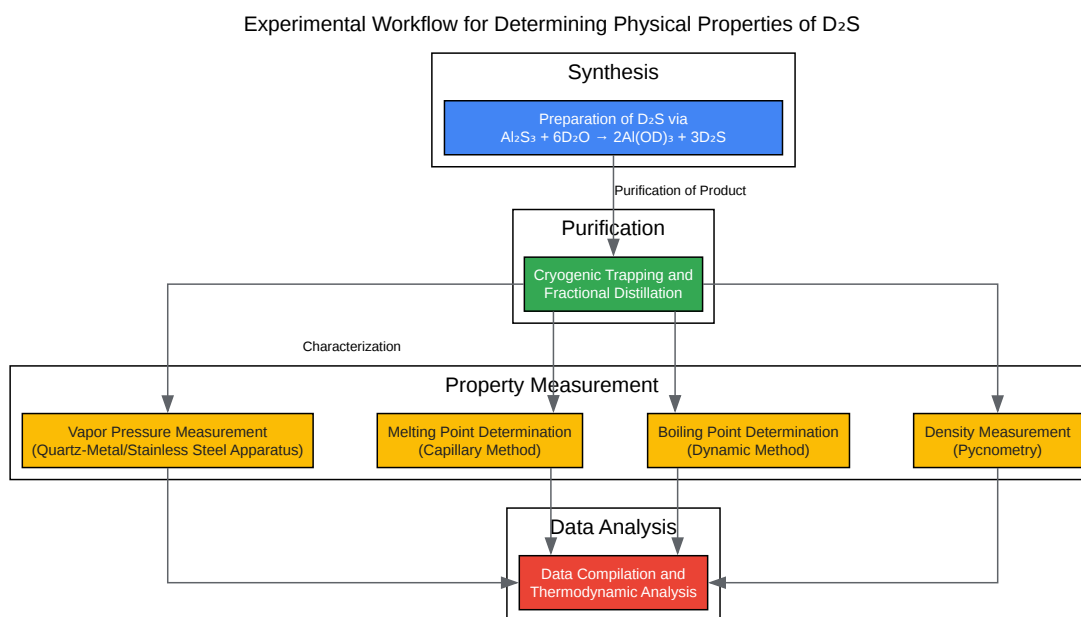 Experimental Workflow for Determining Physical Properties of D₂S
Synthesis
Preparation of D₂S via
Al₂S₃ + 6D₂O → 2Al(OD)₃ + 3D₂S
Purification of Product
Purification
Cryogenic Trapping and
Fractional Distillation
Characterization
Property Measurement
Vapor Pressure Measurement
(Quartz-Metal/Stainless Steel Apparatus)
Melting Point Determination
(Capillary Method)
Boiling Point Determination
(Dynamic Method)
Density Measurement
(Pycnometry)
Data Analysis
Data Compilation and
Thermodynamic Analysis